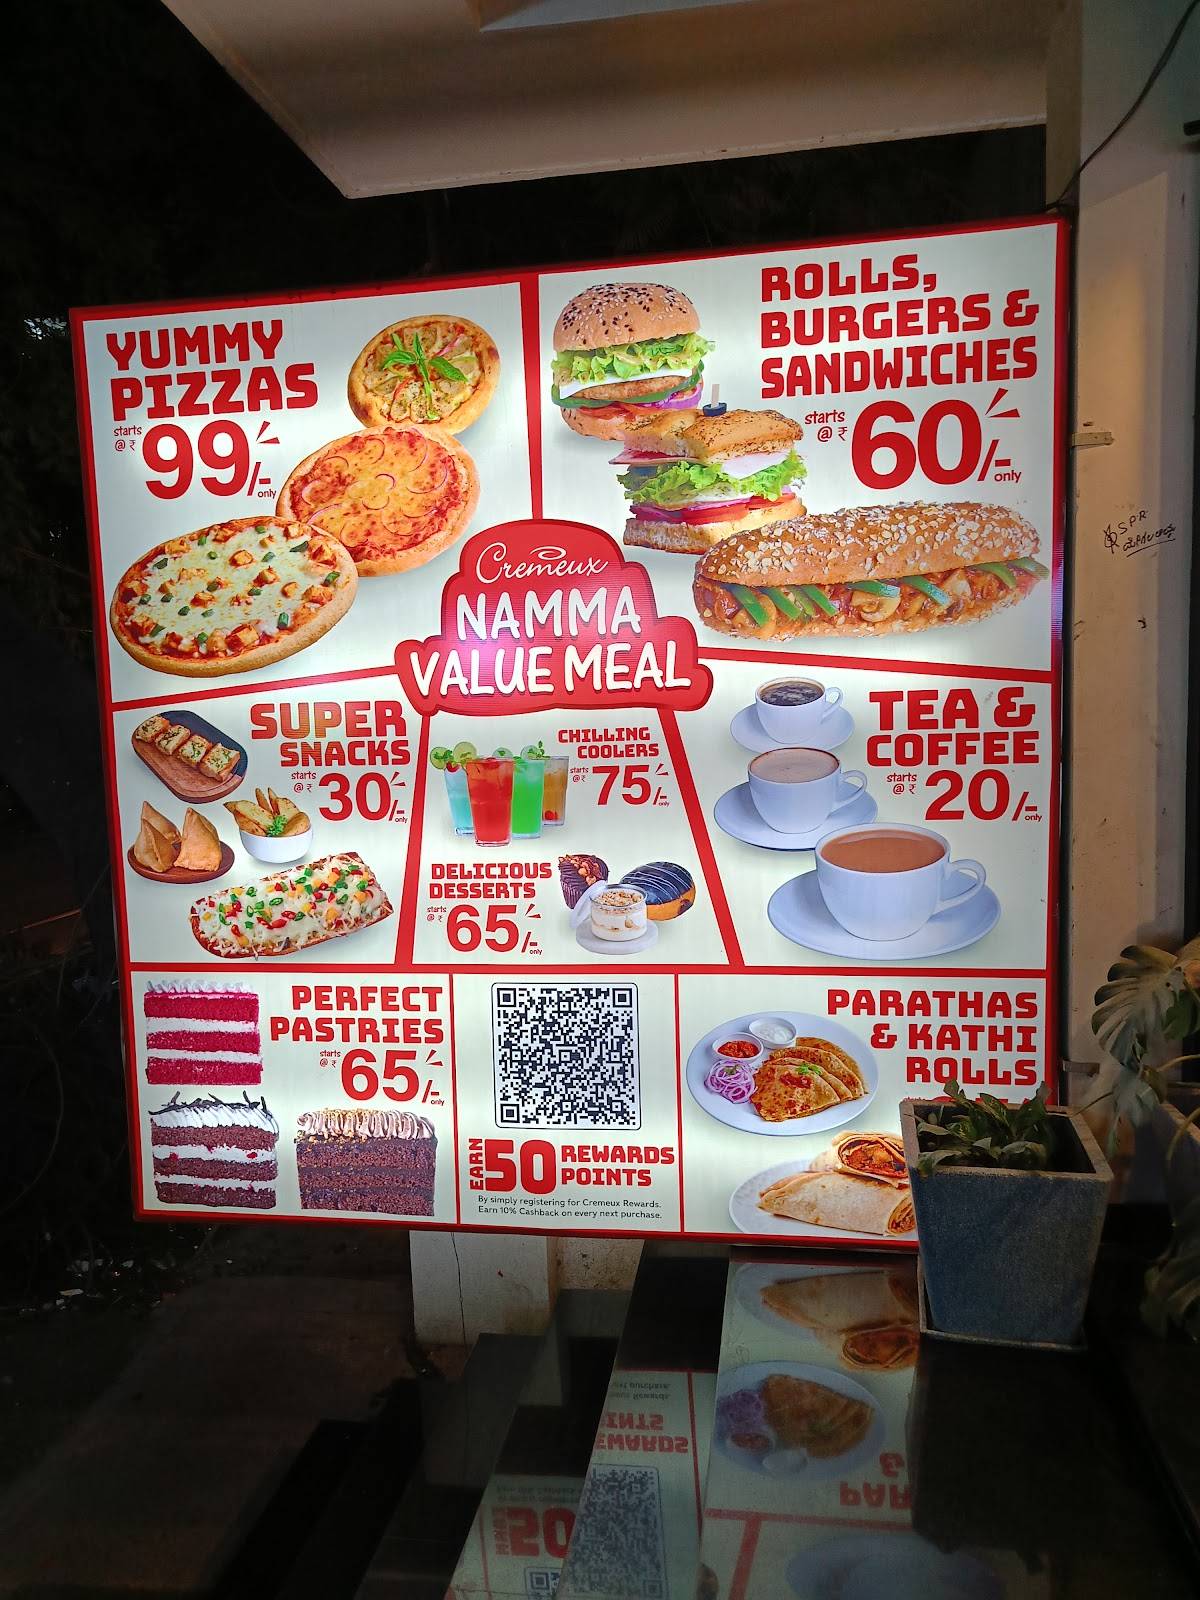 YUMMY
PIZZAS
starts
@ ₹ 99/-
only
ROLLS,
BURGERS &
SANDWICHES
starts
@ ₹ 60/-
only
Cremeux
NAMMA
VALUE MEAL
SUPER
SNACKS
starts
@ ₹ 30/-
only
CHILLING
COOLERS
starts
@ ₹ 75/-
only
DELICIOUS
DESSERTS
starts
@ ₹ 65/-
only
TEA &
COFFEE
starts
@ ₹ 20/-
only
PERFECT
PASTRIES
starts
@ ₹ 65/-
only
EARN 50 REWARDS
POINTS
By simply registering for Cremeux Rewards.
Earn 10% Cashback on every next purchase.
PARATHAS
& KATHI
ROLLS
SPR